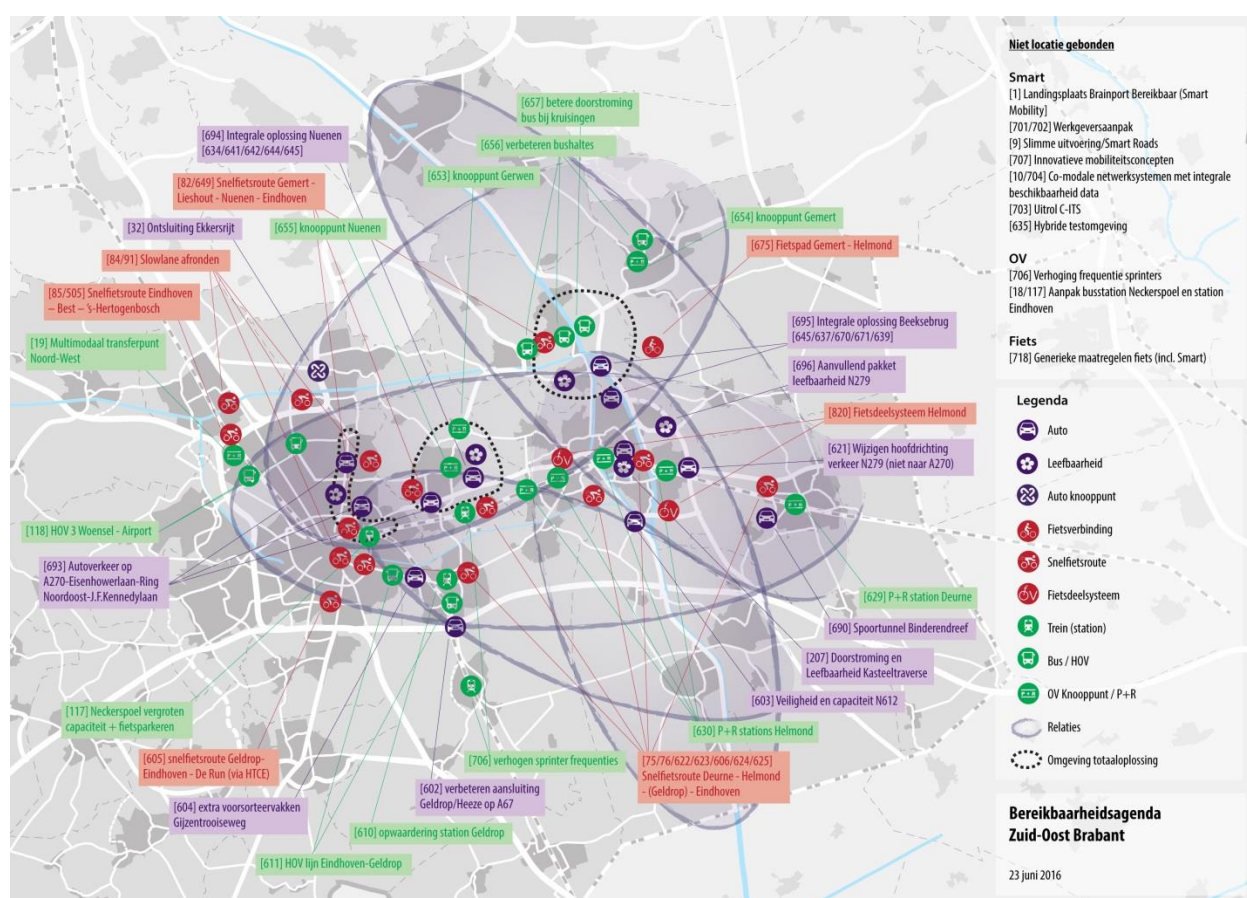 [657] betere doorstroming
bus bij kruisingen
[694] Integrale oplossing Nuenen
[634/641/642/644/645]
[656] verbeteren bushaltes
[653] knooppunt Gerwen
[82/649] Snelfietsroute Gemert -
Lieshout - Nuenen - Eindhoven
[654] knooppunt Gemert
[32] Ontsluiting Ekkersrijt
[655] knooppunt Nuenen
[675] Fietspad Gemert - Helmond
[84/91] Slowlane afronden
[85/505] Snelfietsroute Eindhoven
– Best – 's-Hertogenbosch
[695] Integrale oplossing Beeksebrug
[645/637/670/671/639]
[19] Multimodaal transferpunt
Noord-West
[696] Aanvullend pakket
leefbaarheid N279
[820] Fietsdeelsysteem Helmond
[621] Wijzigen hoofdrichting
verkeer N279 (niet naar A270)
[118] HOV 3 Woensel - Airport
[693] Autoverkeer op
A270-Eisenhowerlaan-Ring
Noordoost-J.F.Kennedylaan
[629] P+R station Deurne
[690] Spoortunnel Binderendreef
[207] Doorstroming en
Leefbaarheid Kasteeltraverse
[603] Veiligheid en capaciteit N612
[117] Neckerspoel vergroten
capaciteit + fietsparkeren
[630] P+R stations Helmond
[605] snelfietsroute Geldrop-
Eindhoven - De Run (via HTCE)
[706] verhogen sprinter frequenties
[75/76/622/623/606/624/625]
Snelfietsroute Deurne - Helmond
- (Geldrop) - Eindhoven
[602] verbeteren aansluiting
Geldrop/Heeze op A67
[604] extra voorsorteervakken
Gijzentrooiseweg
[610] opwaardering station Geldrop
[611] HOV lijn Eindhoven-Geldrop
P+R
P+R
P+R
P+R
P+R
P+R
P+R
P+R
P+R
Niet locatie gebonden
Smart
[1] Landingsplaats Brainport Bereikbaar (Smart
Mobility]
[701/702] Werkgeversaanpak
[9] Slimme uitvoering/Smart Roads
[707] Innovatieve mobiliteitsconcepten
[10/704) Co-modale netwerksystemen met integrale
beschikbaarheid data
[703] Uitrol C-ITS
[635] Hybride testomgeving
OV
[706] Verhoging frequentie sprinters
[18/117] Aanpak busstation Neckerspoel en station
Eindhoven
Fiets
[718] Generieke maatregelen fiets (incl. Smart)
Legenda
Auto
Leefbaarheid
Auto knooppunt
Fietsverbinding
Snelfietsroute
Fietsdeelsysteem
Trein (station)
Bus / HOV
P+R OV Knooppunt / P+R
Relaties
Omgeving totaaloplossing
Bereikbaarheidsagenda
Zuid-Oost Brabant
23 juni 2016